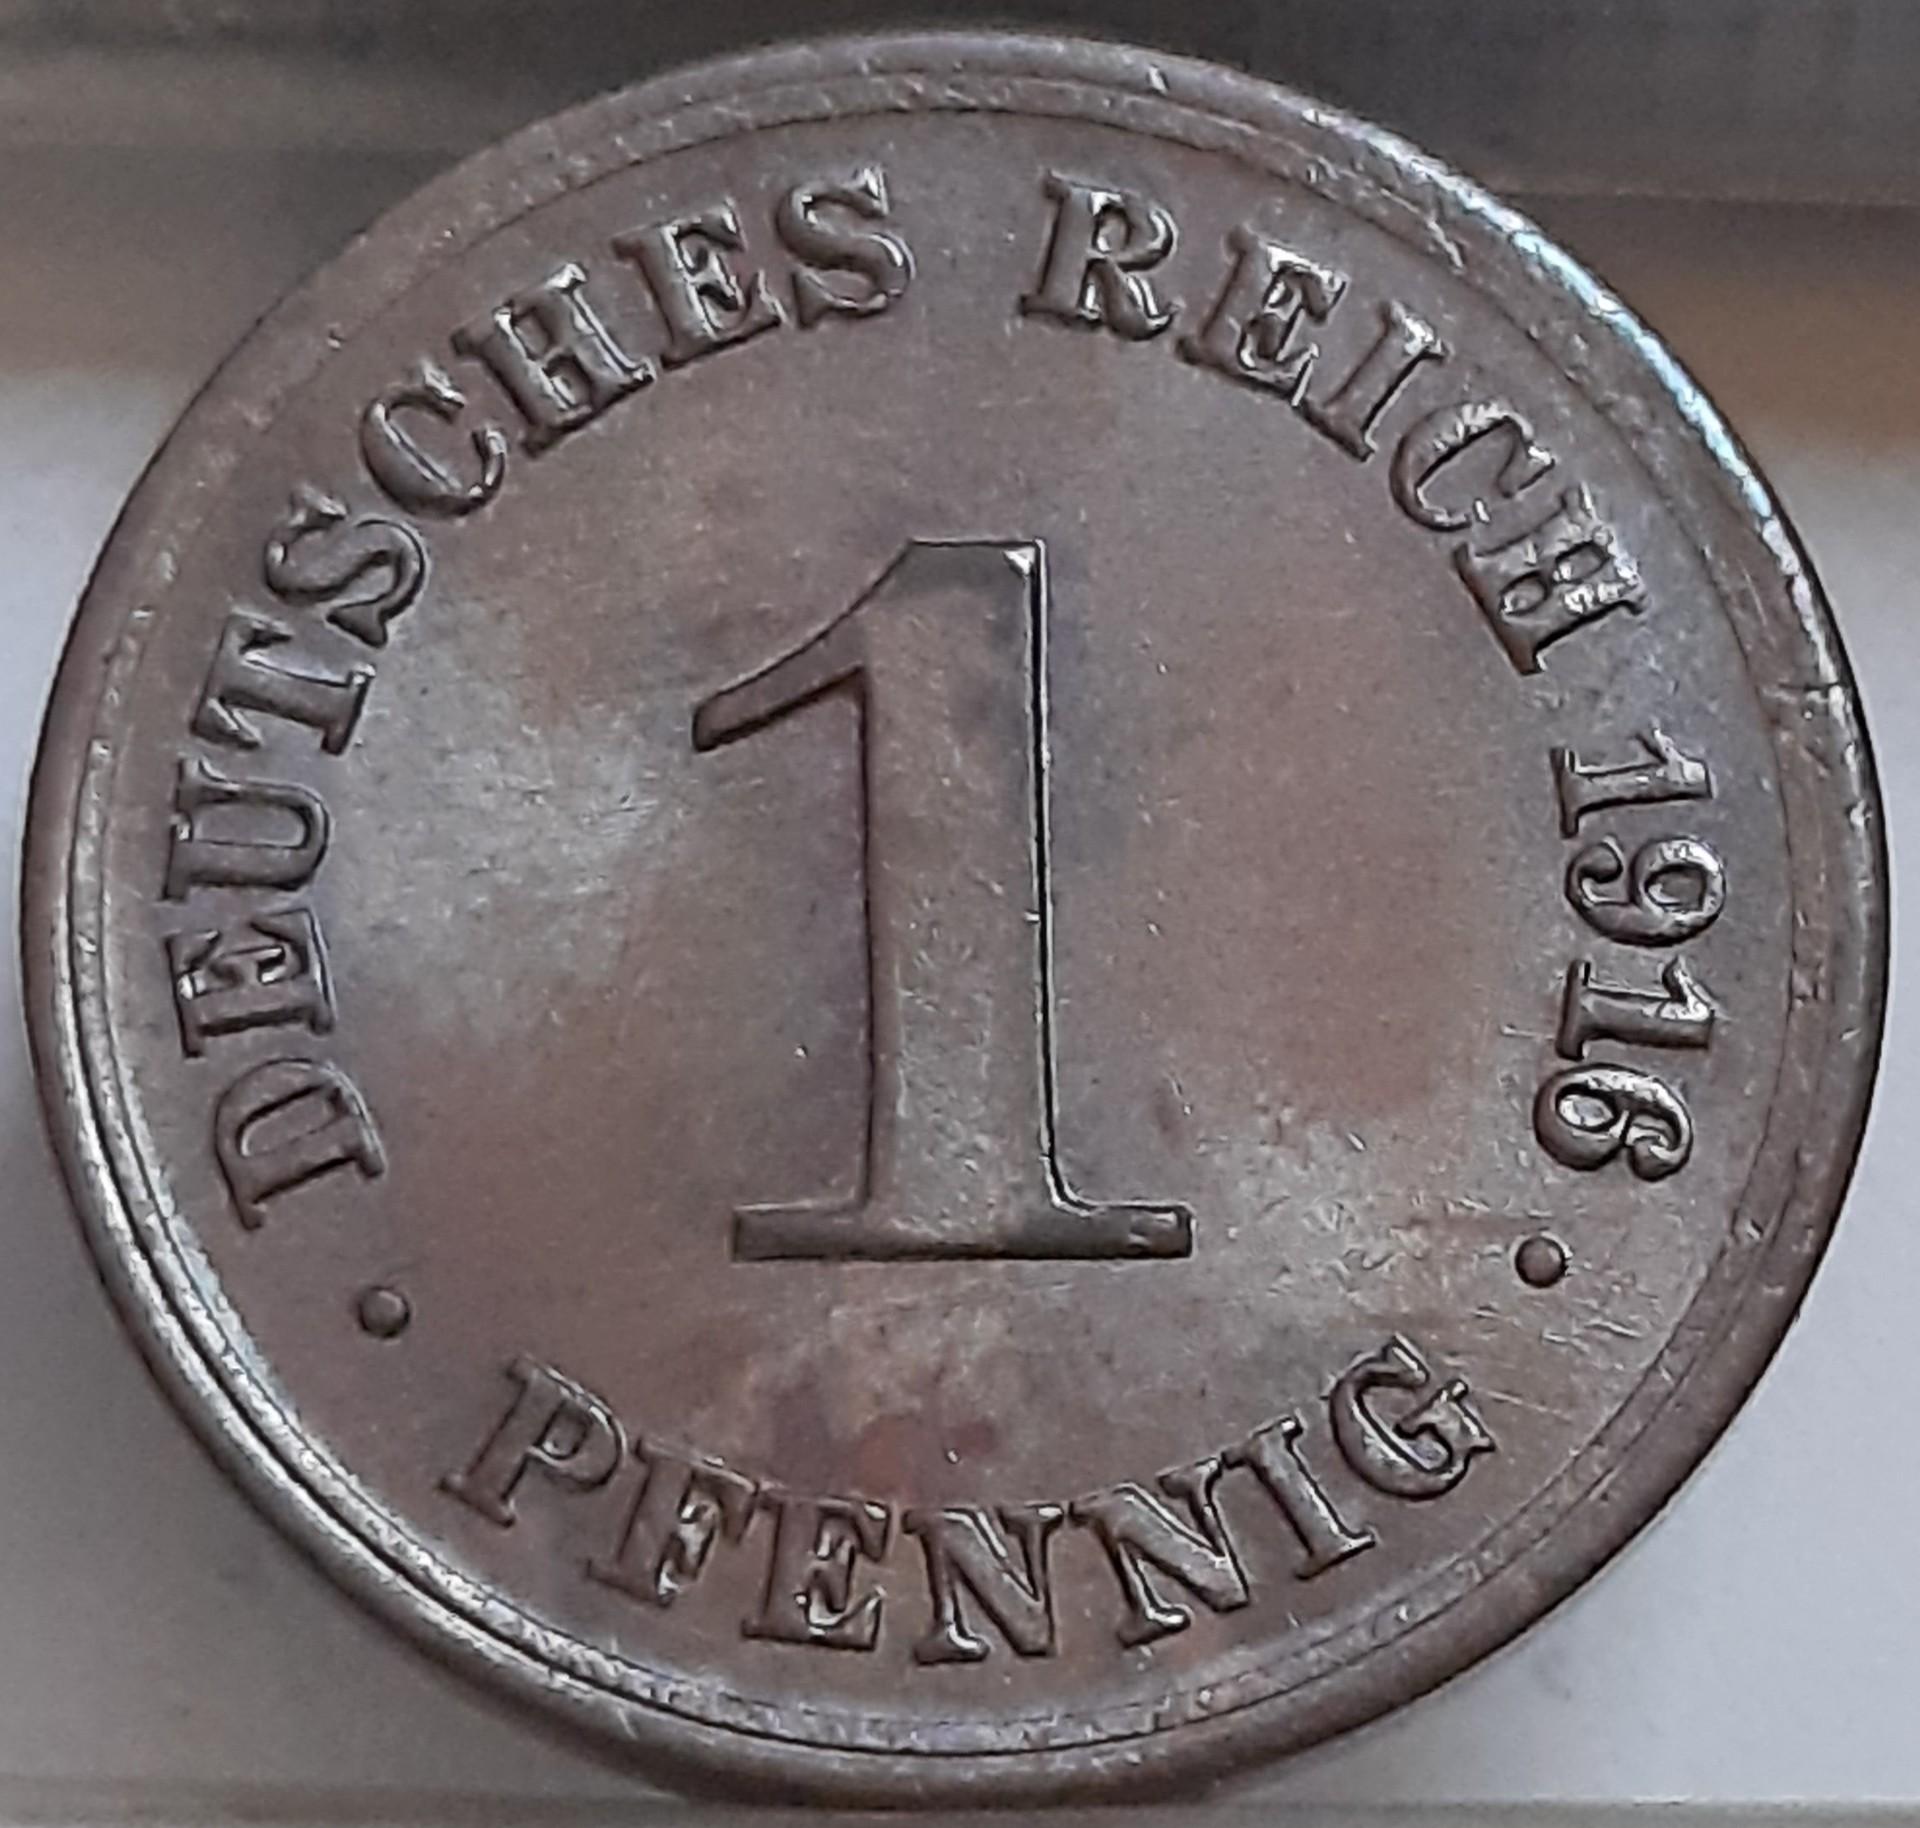 DEUTSCHES REICH 1916
1
• PFENNIG •